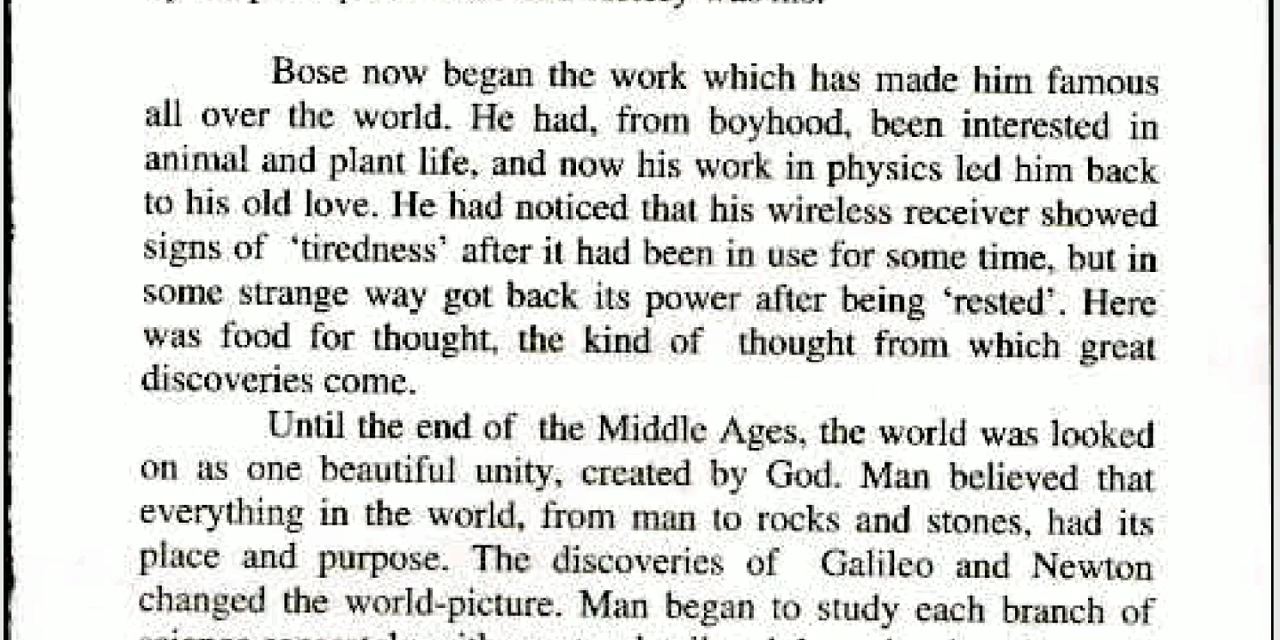 Bose now began the work which has made him famous
all over the world. He had, from boyhood, been interested in
animal and plant life, and now his work in physics led him back
to his old love. He had noticed that his wireless receiver showed
signs of 'tiredness' after it had been in use for some time, but in
some strange way got back its power after being 'rested'. Here
was food for thought, the kind of thought from which great
discoveries come.
Until the end of the Middle Ages, the world was looked
on as one beautiful unity, created by God. Man believed that
everything in the world, from man to rocks and stones, had its
place and purpose. The discoveries of Galileo and Newton
changed the world-picture. Man began to study each branch of